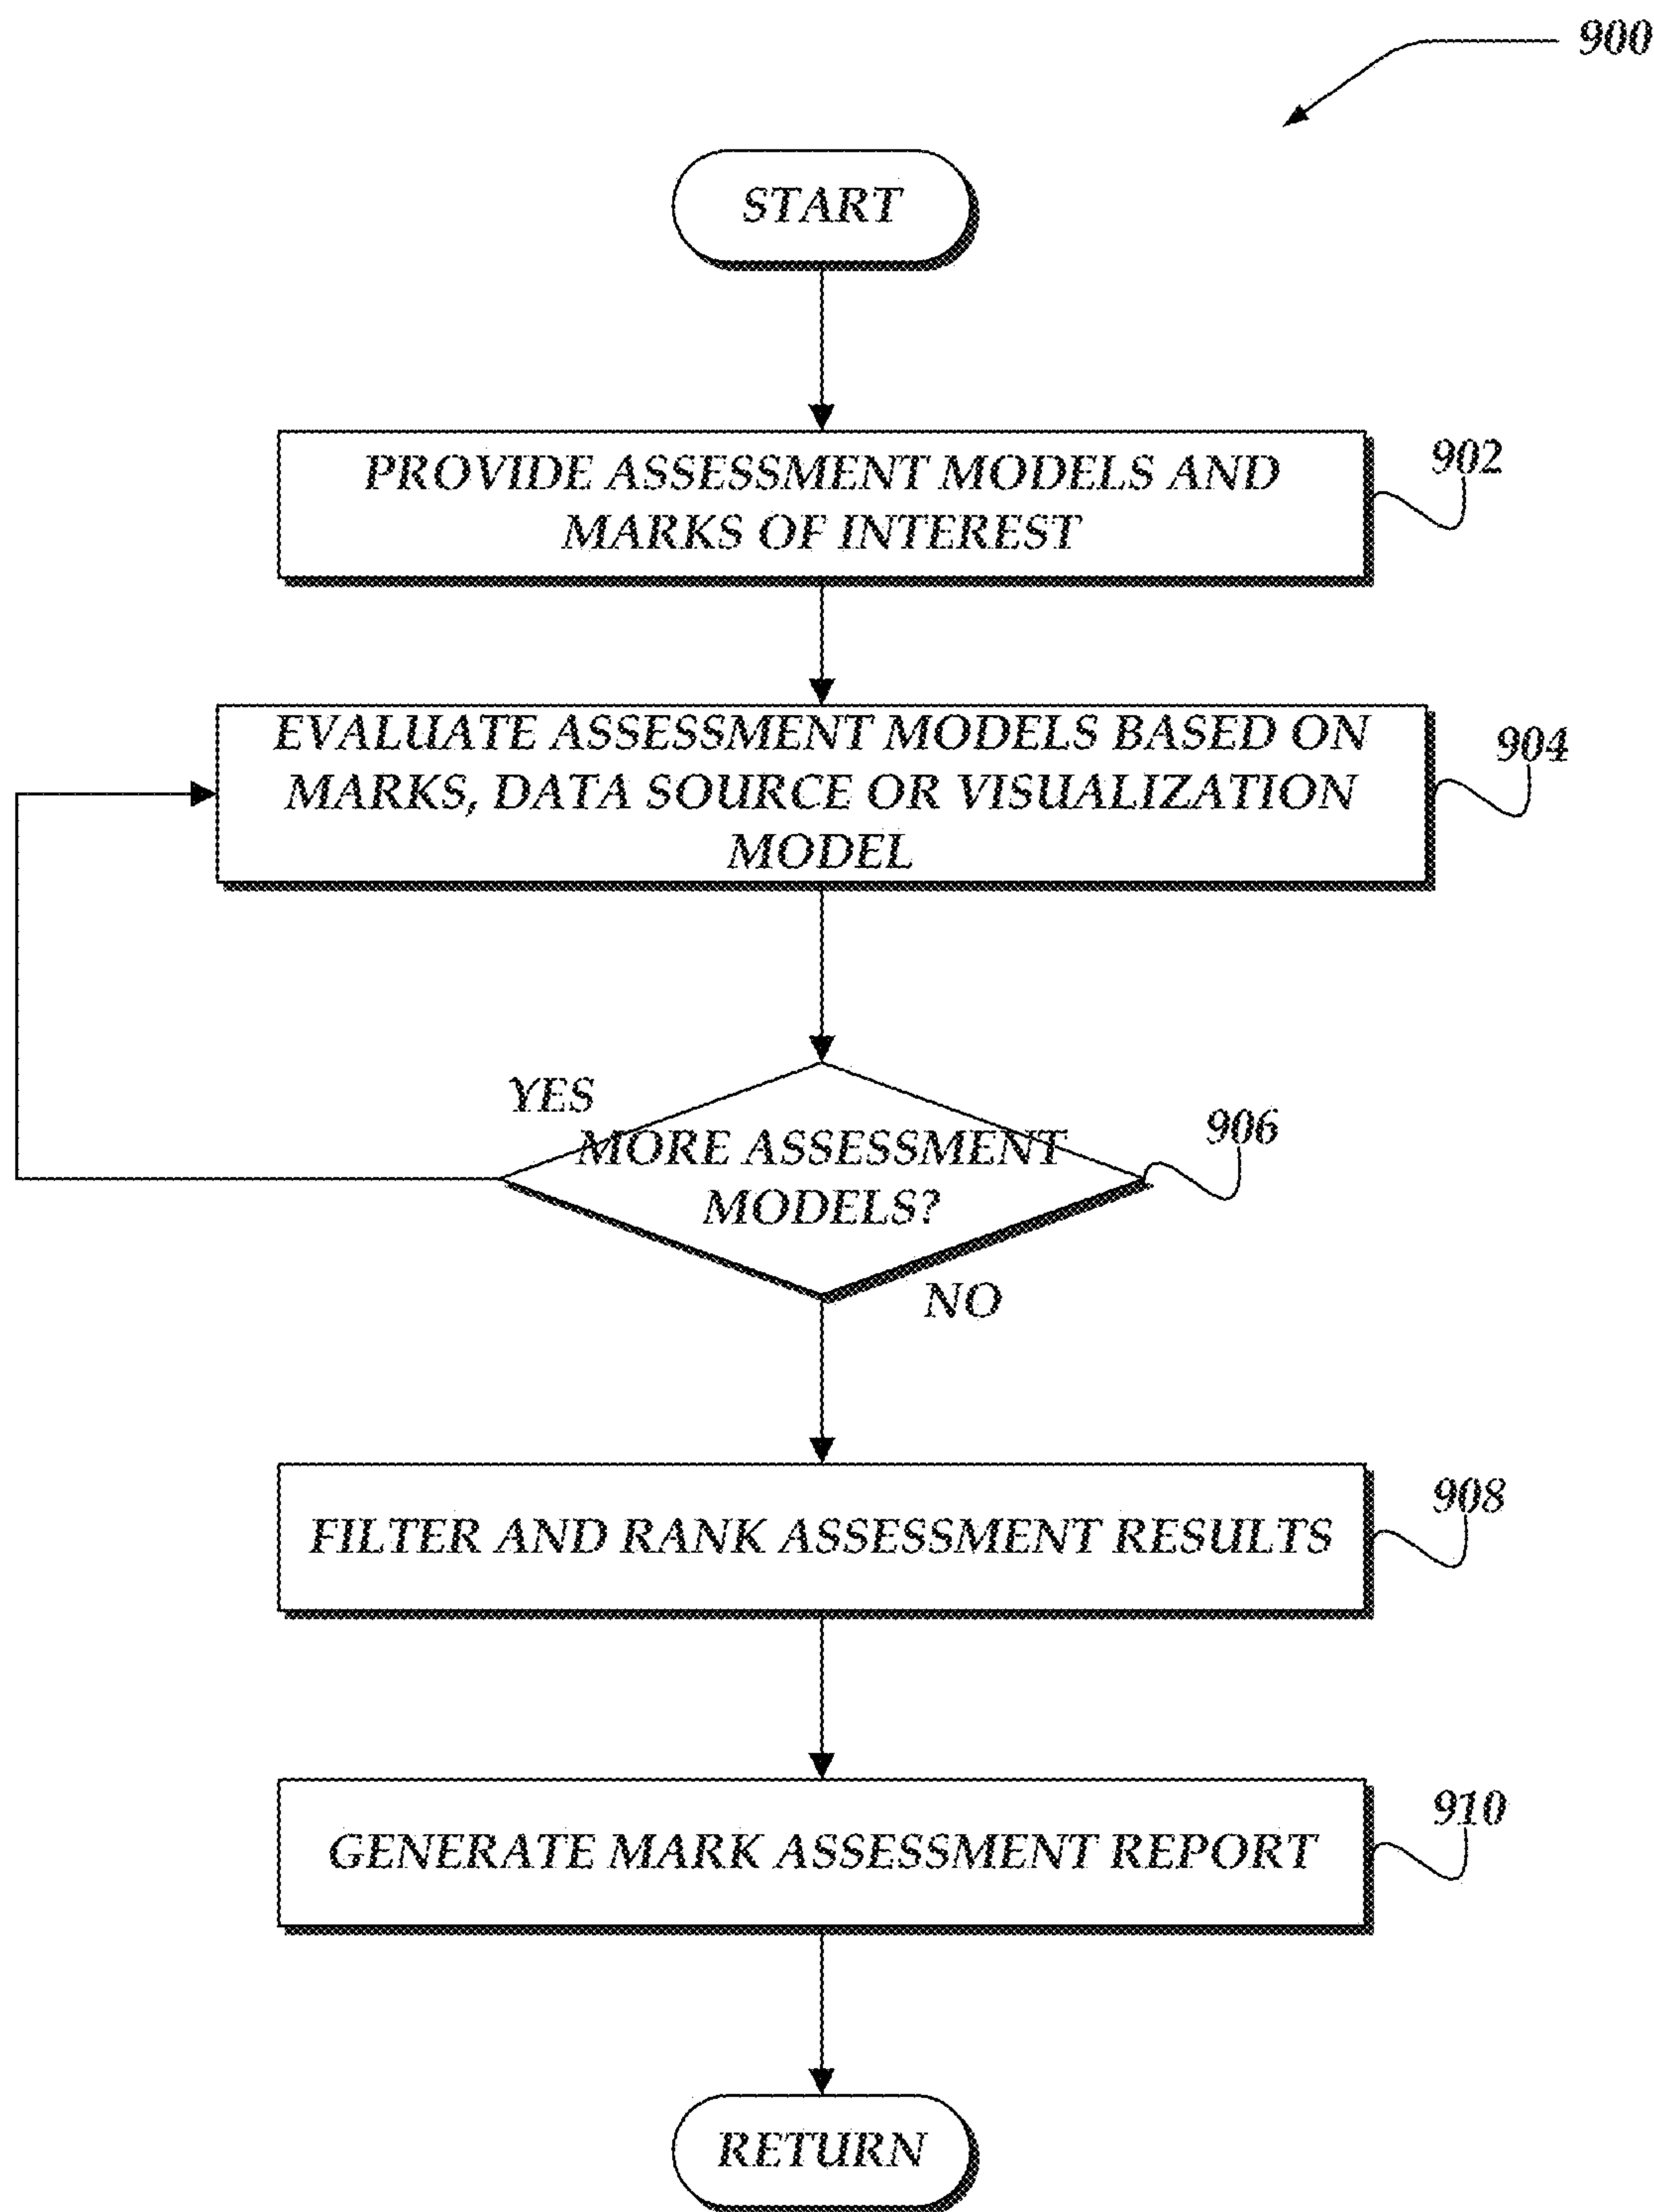 900
START
PROVIDE ASSESSMENT MODELS AND
MARKS OF INTEREST
902
EVALUATE ASSESSMENT MODELS BASED ON
MARKS, DATA SOURCE OR VISUALIZATION
MODEL
904
YES
MORE ASSESSMENT
MODELS?
906
NO
FILTER AND RANK ASSESSMENT RESULTS
908
GENERATE MARK ASSESSMENT REPORT
910
RETURN